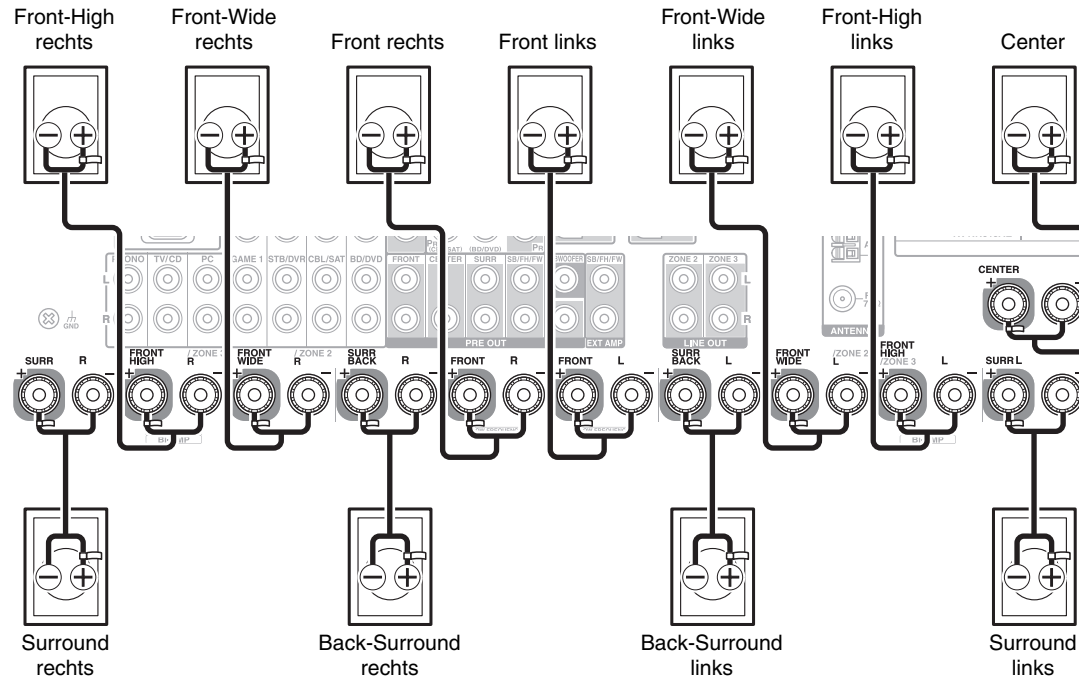 Front-High
rechts
Front-Wide
rechts
Front rechts
Front links
Front-Wide
links
Front-High
links
Center
TV/CD
PC
GAME 1
STB/DVR
CBL/SAT
BD/DVD
FRONT
SURR
(BD/DVD)
SB/FH/FW
SB/FH/FW
ZONE 2
ZONE 3
L
R
L
R
GND
PRE OUT
EXT AMP
LINE OUT
CENTER
+
SURR
R
FRONT
HIGH
/ZONE 3
R
FRONT
WIDE
/ZONE 2
R
SURR
BACK
R
FRONT
R
FRONT
L
SURR
BACK
L
FRONT
WIDE
/ZONE 2
L
FRONT
HIGH
/ZONE 3
L
SURR L
Surround
rechts
Back-Surround
rechts
Back-Surround
links
Surround
links